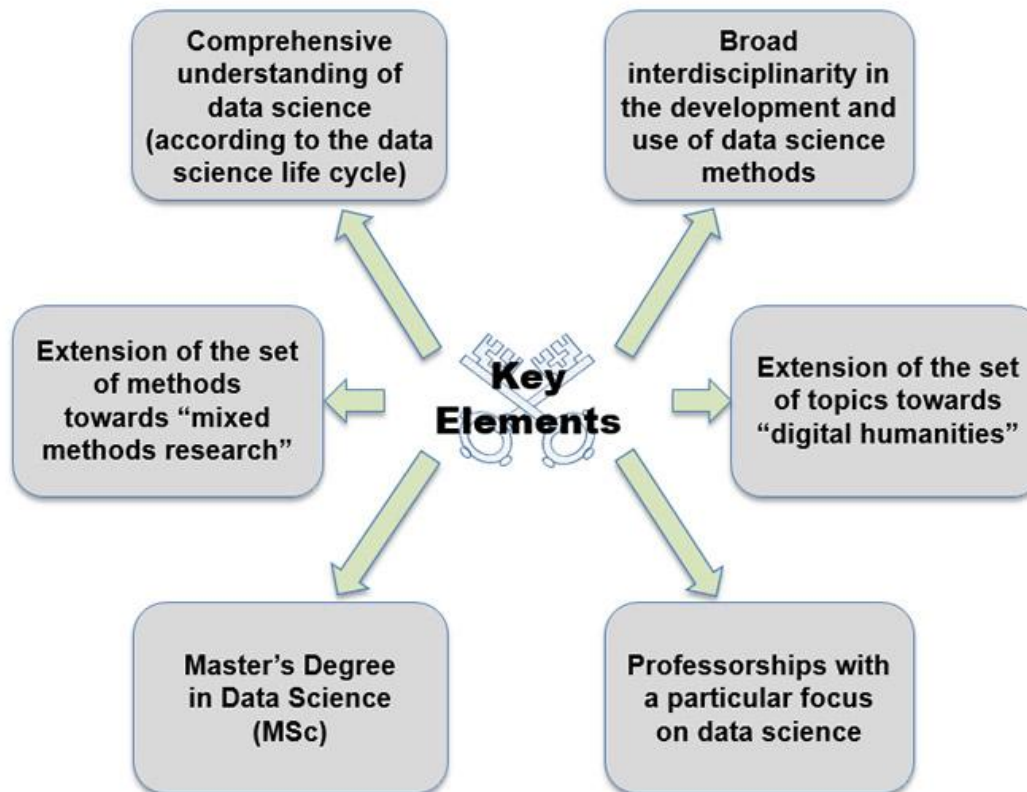 Comprehensive
understanding of
data science
(according to the data
science life cycle)
Broad
interdisciplinarity in
the development and
use of data science
methods
Extension of the set
of methods
towards “mixed
methods research”
Key
Elements
Extension of the set
of topics towards
“digital humanities”
Master’s Degree
in Data Science
(MSc)
Professorships with
a particular focus
on data science